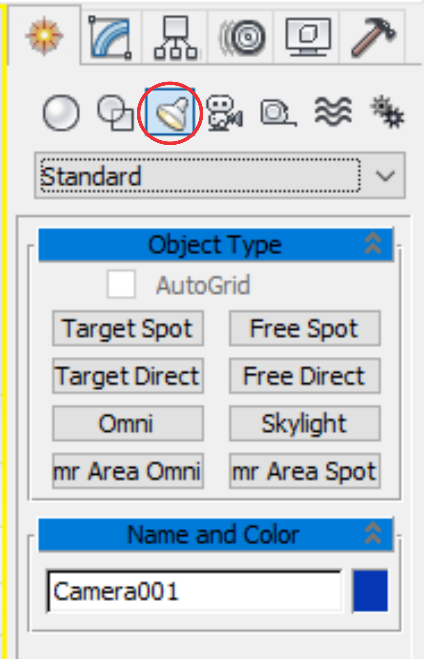 Standard
Object Type
AutoGrid
Target Spot Free Spot
Target Direct Free Direct
Omni Skylight
mr Area Omni mr Area Spot
Name and Color
Camera001